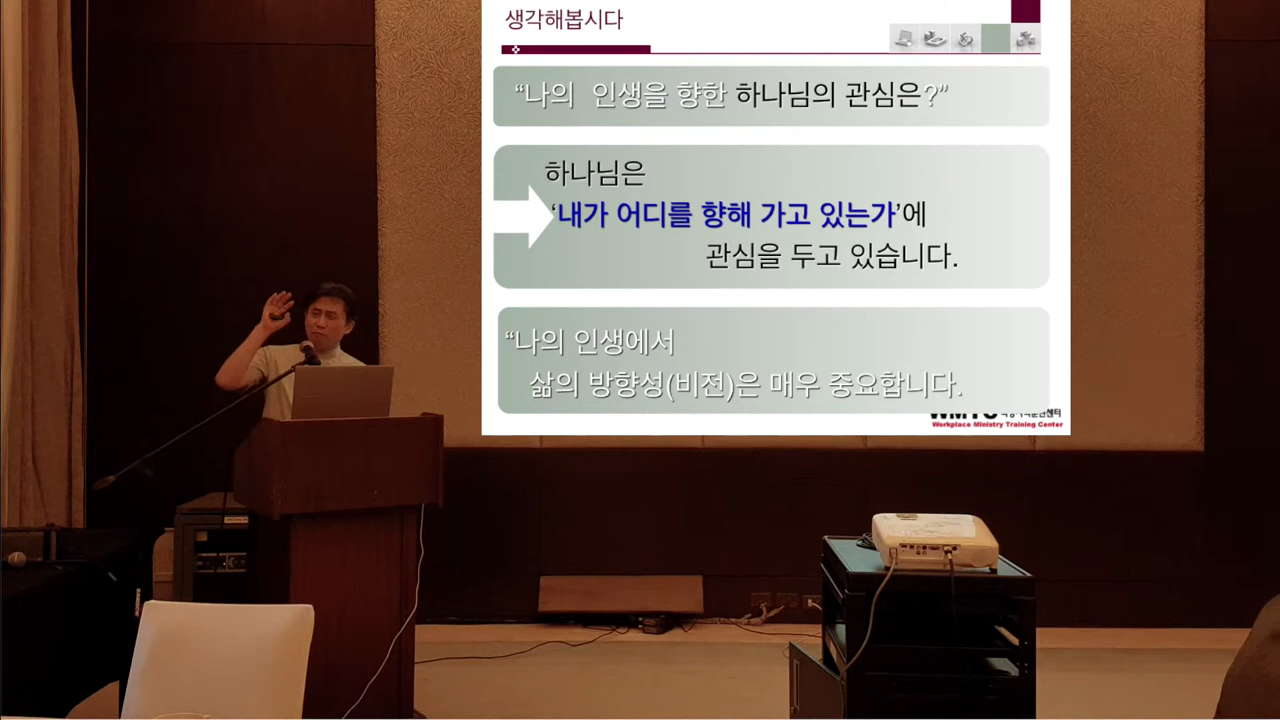 생각해봅시다
“나의 인생을 향한 하나님의 관심은?”
하나님은
‘내가 어디를 향해 가고 있는가’에
관심을 두고 있습니다.
“나의 인생에서
삶의 방향성(비전)은 매우 중요합니다.
WMTC
Workplace Ministry Training Center